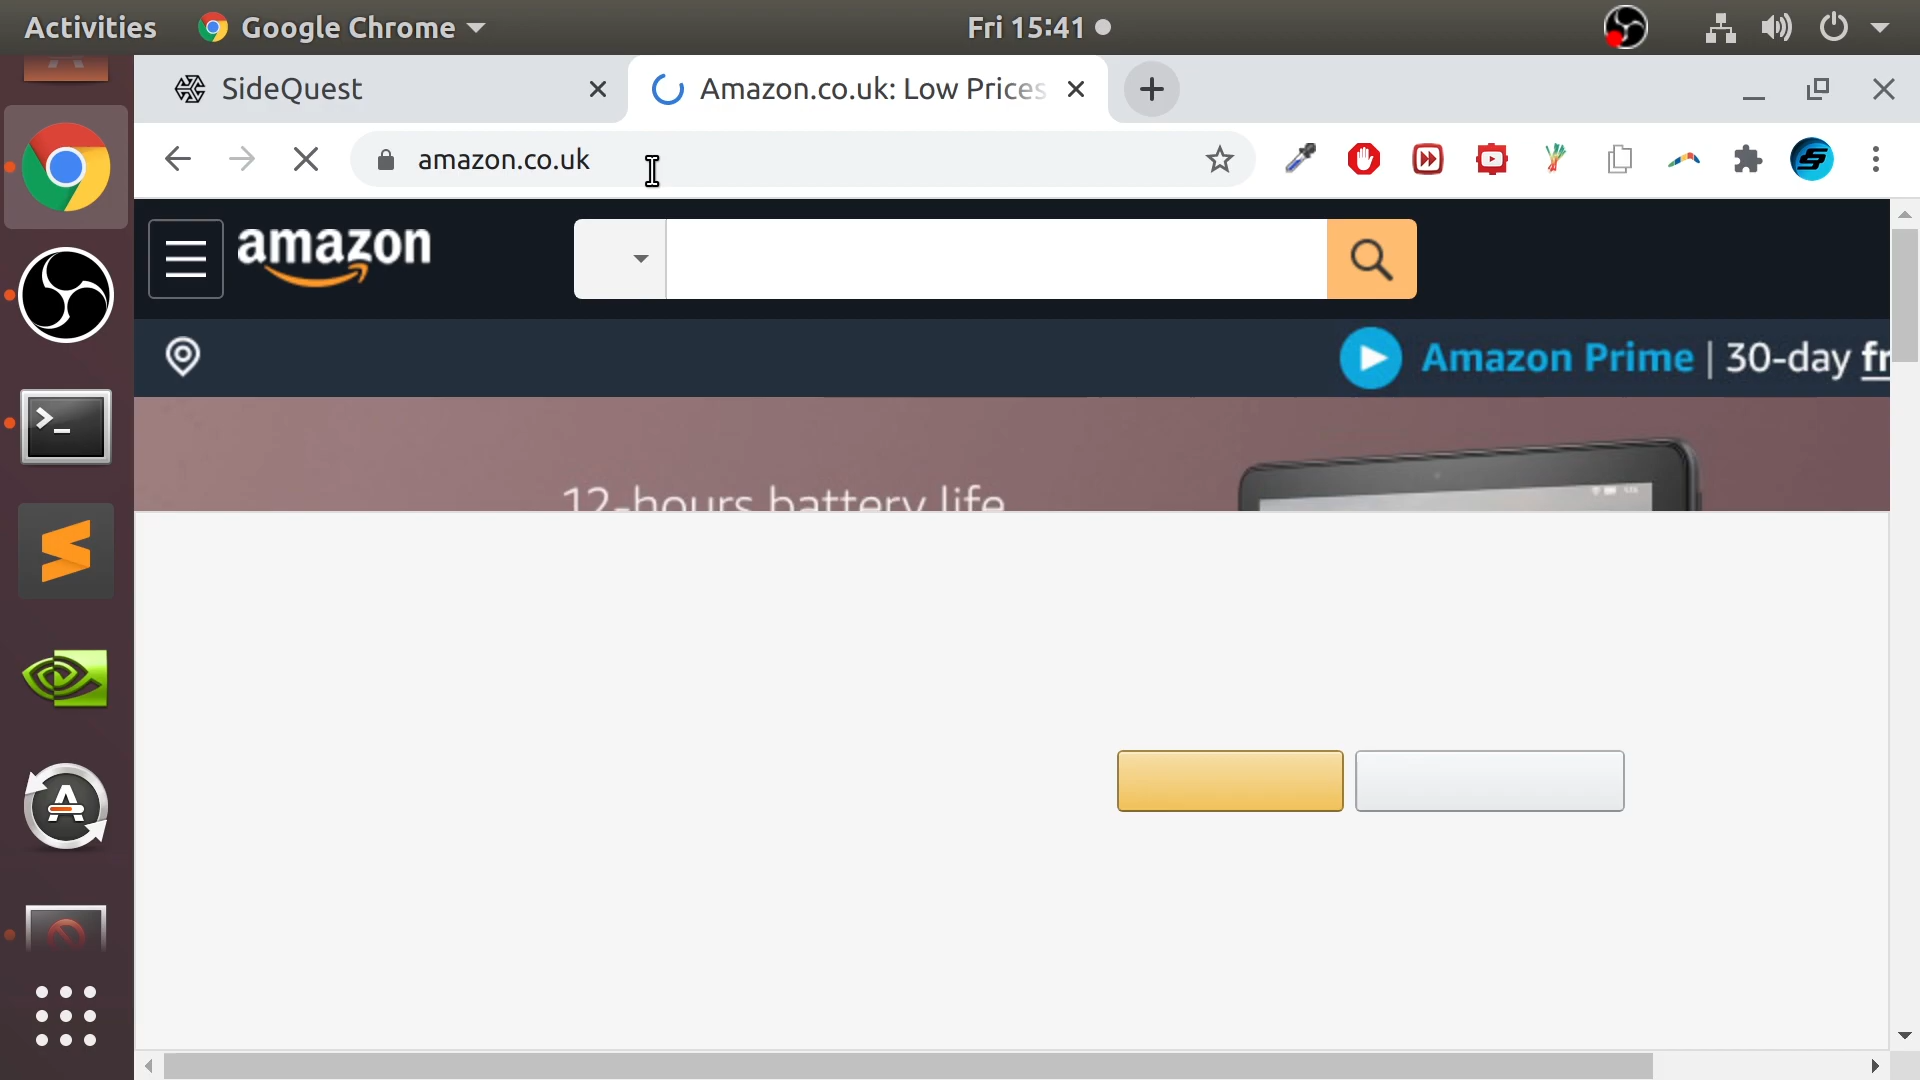 Activities
Google Chrome
Fri 15:41
SideQuest
Amazon.co.uk: Low Prices
amazon.co.uk
amazon
Amazon Prime | 30-day fr
12-hours battery life